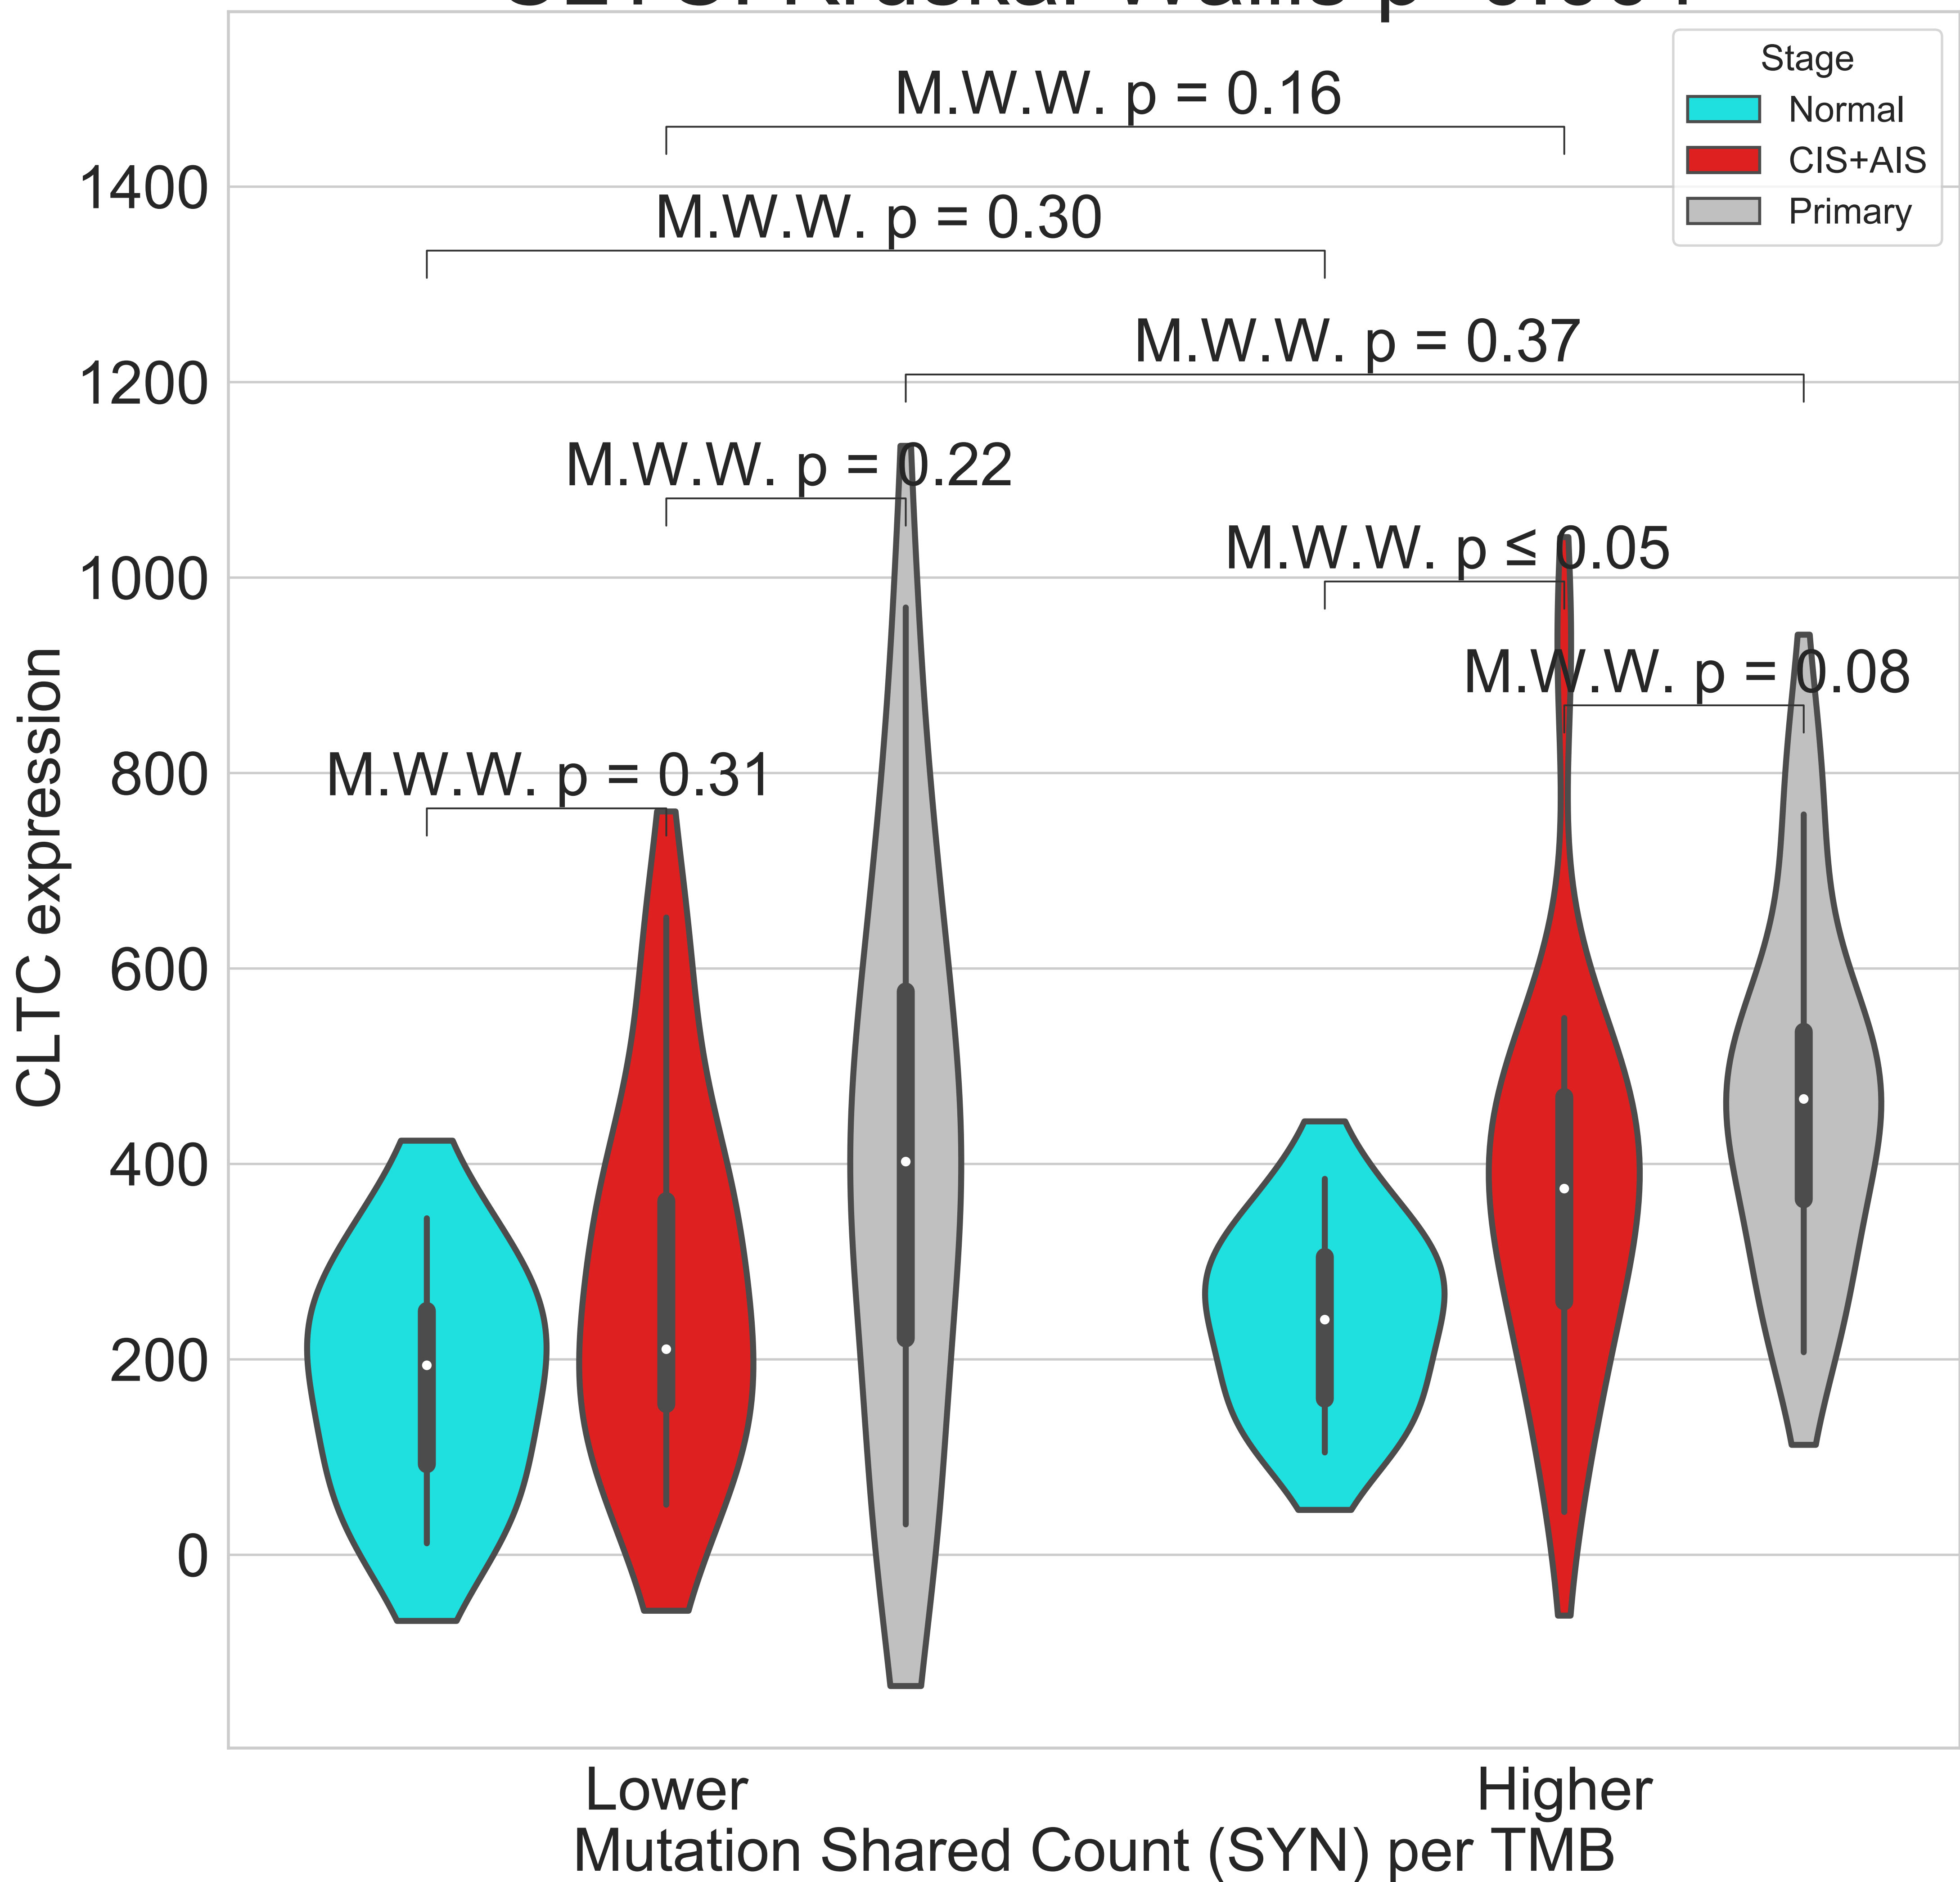 Stage
Normal
CIS+AIS
Primary
M.W.W. p = 0.16
M.W.W. p = 0.30
M.W.W. p = 0.37
M.W.W. p = 0.22
M.W.W. p ≤ 0.05
M.W.W. p = 0.08
M.W.W. p = 0.31
1400
1200
1000
800
600
400
200
0
CLTC expression
Lower
Higher
Mutation Shared Count (SYN) per TMB